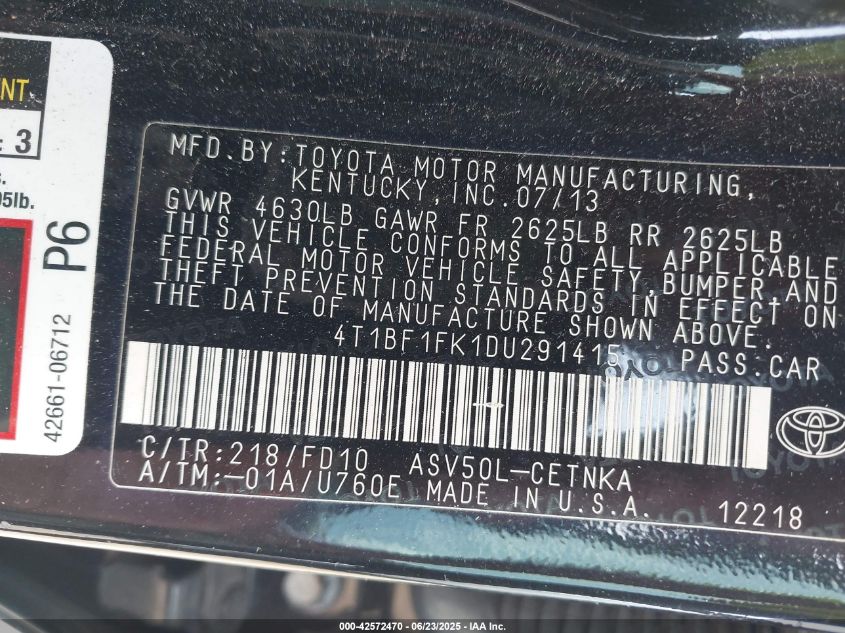 ENT
: 3
s.
05lb.
P6
42661-06712
MFD.BY:TOYOTA MOTOR MANUFACTURING,
KENTUCKY,INC.07/13
GVWR 4630LB GAWR FR 2625LB RR 2625LB
THIS VEHICLE CONFORMS TO ALL APPLICABLE
FEDERAL MOTOR VEHICLE SAFETY,BUMPER,AND
THEFT PREVENTION STANDARDS IN EFFECT ON
THE DATE OF MANUFACTURE SHOWN ABOVE.
4T1BF1FK1DU291415 PASS.CAR
C/TR:218/FD10 ASV50L-CETNKA
A/TM:-01A/U760E MADE IN U.S.A. 12218
000-42572470 | 06/23/2025 | IAA Inc.